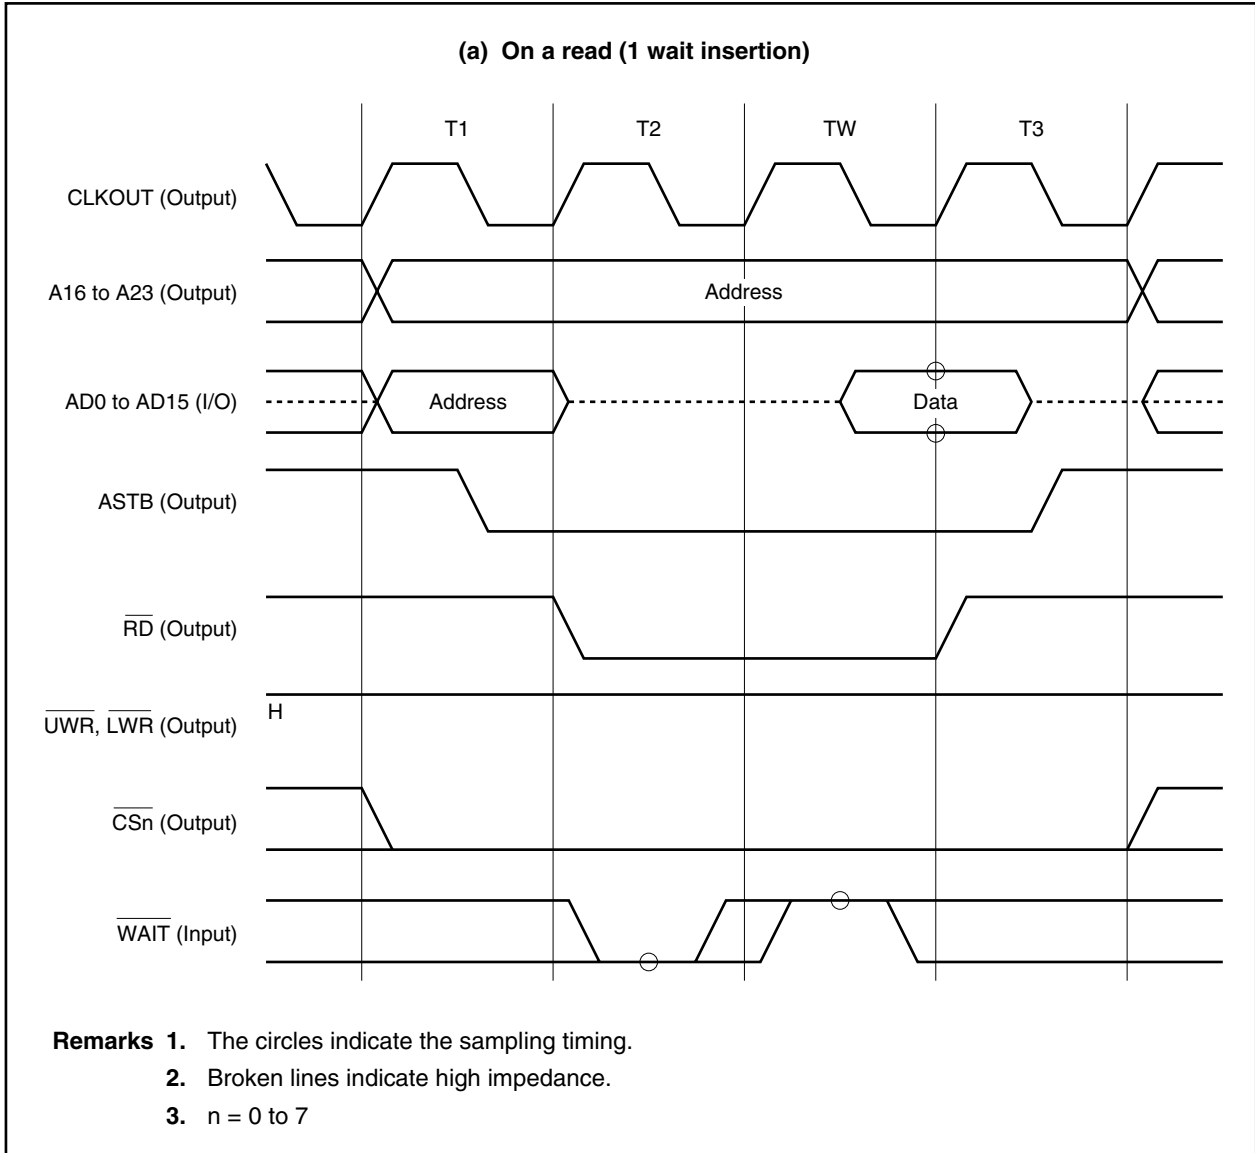 (a) On a read (1 wait insertion)
T1 T2 TW T3
CLKOUT (Output)
A16 to A23 (Output)
Address
AD0 to AD15 (I/O)
Address
Data
ASTB (Output)
RD (Output)
H
UWR, LWR (Output)
CSn (Output)
WAIT (Input)
Remarks 1. The circles indicate the sampling timing.
2. Broken lines indicate high impedance.
3. n = 0 to 7